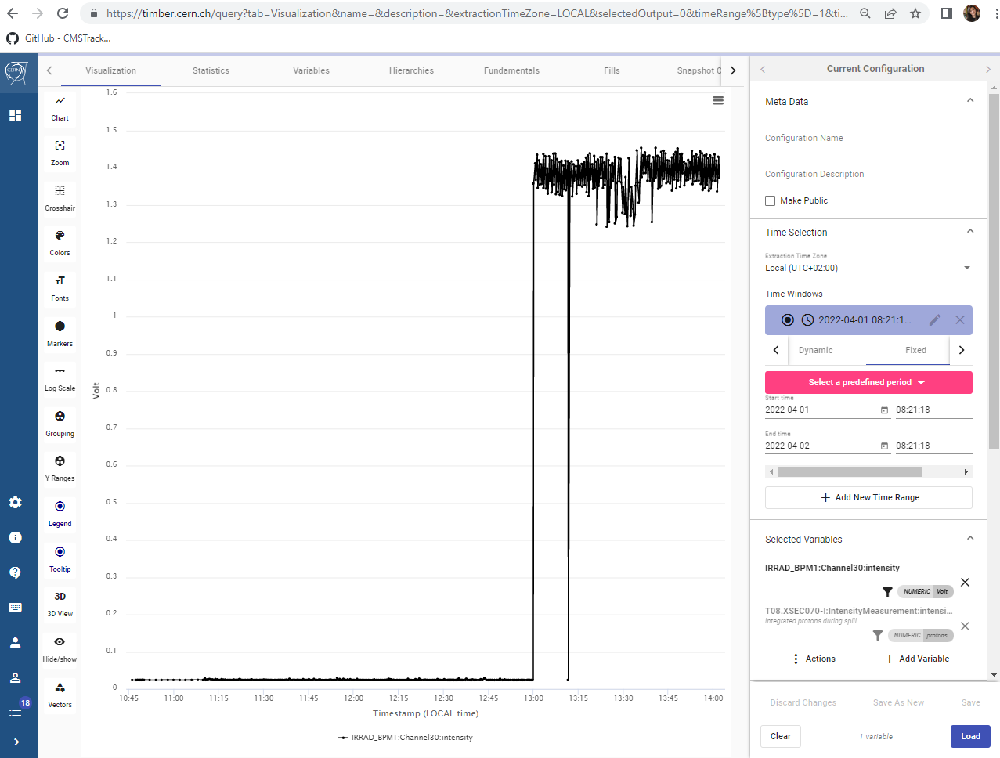 https://timber.cern.ch/query?tab=Visualization&name=&description=&extractionTimeZone=LOCAL&selectedOutput=0&timeRange%5Btype%5D=1&ti...
GitHub - CMSTrack...
CERN
Visualization
Statistics
Variables
Hierarchies
Fundamentals
Fills
Snapshot C
Chart
Zoom
Crosshair
Colors
Fonts
Markers
Log Scale
Grouping
Y Ranges
Legend
Tooltip
3D
3D View
Hide/show
Vectors
18
1.6
1.5
1.4
1.3
1.2
1.1
1
0.9
0.8
0.7
0.6
0.5
0.4
0.3
0.2
0.1
0
Volt
10:45
11:00
11:15
11:30
11:45
12:00
12:15
12:30
12:45
13:00
13:15
13:30
13:45
14:00
Timestamp (LOCAL time)
IRRAD_BPM1:Channel30:intensity
Current Configuration
Meta Data
Configuration Name
Configuration Description
Make Public
Time Selection
Extraction Time Zone
Local (UTC+02:00)
Time Windows
2022-04-01 08:21:1...
Dynamic
Fixed
Select a predefined period
Start time
2022-04-01
08:21:18
End time
2022-04-02
08:21:18
Add New Time Range
Selected Variables
IRRAD_BPM1:Channel30:intensity
NUMERIC Volt
T08.XSEC070-I:IntensityMeasurement:intensi...
Integrated protons during spill
NUMERIC protons
Actions
Add Variable
Discard Changes
Save As New
Save
Clear
1 variable
Load